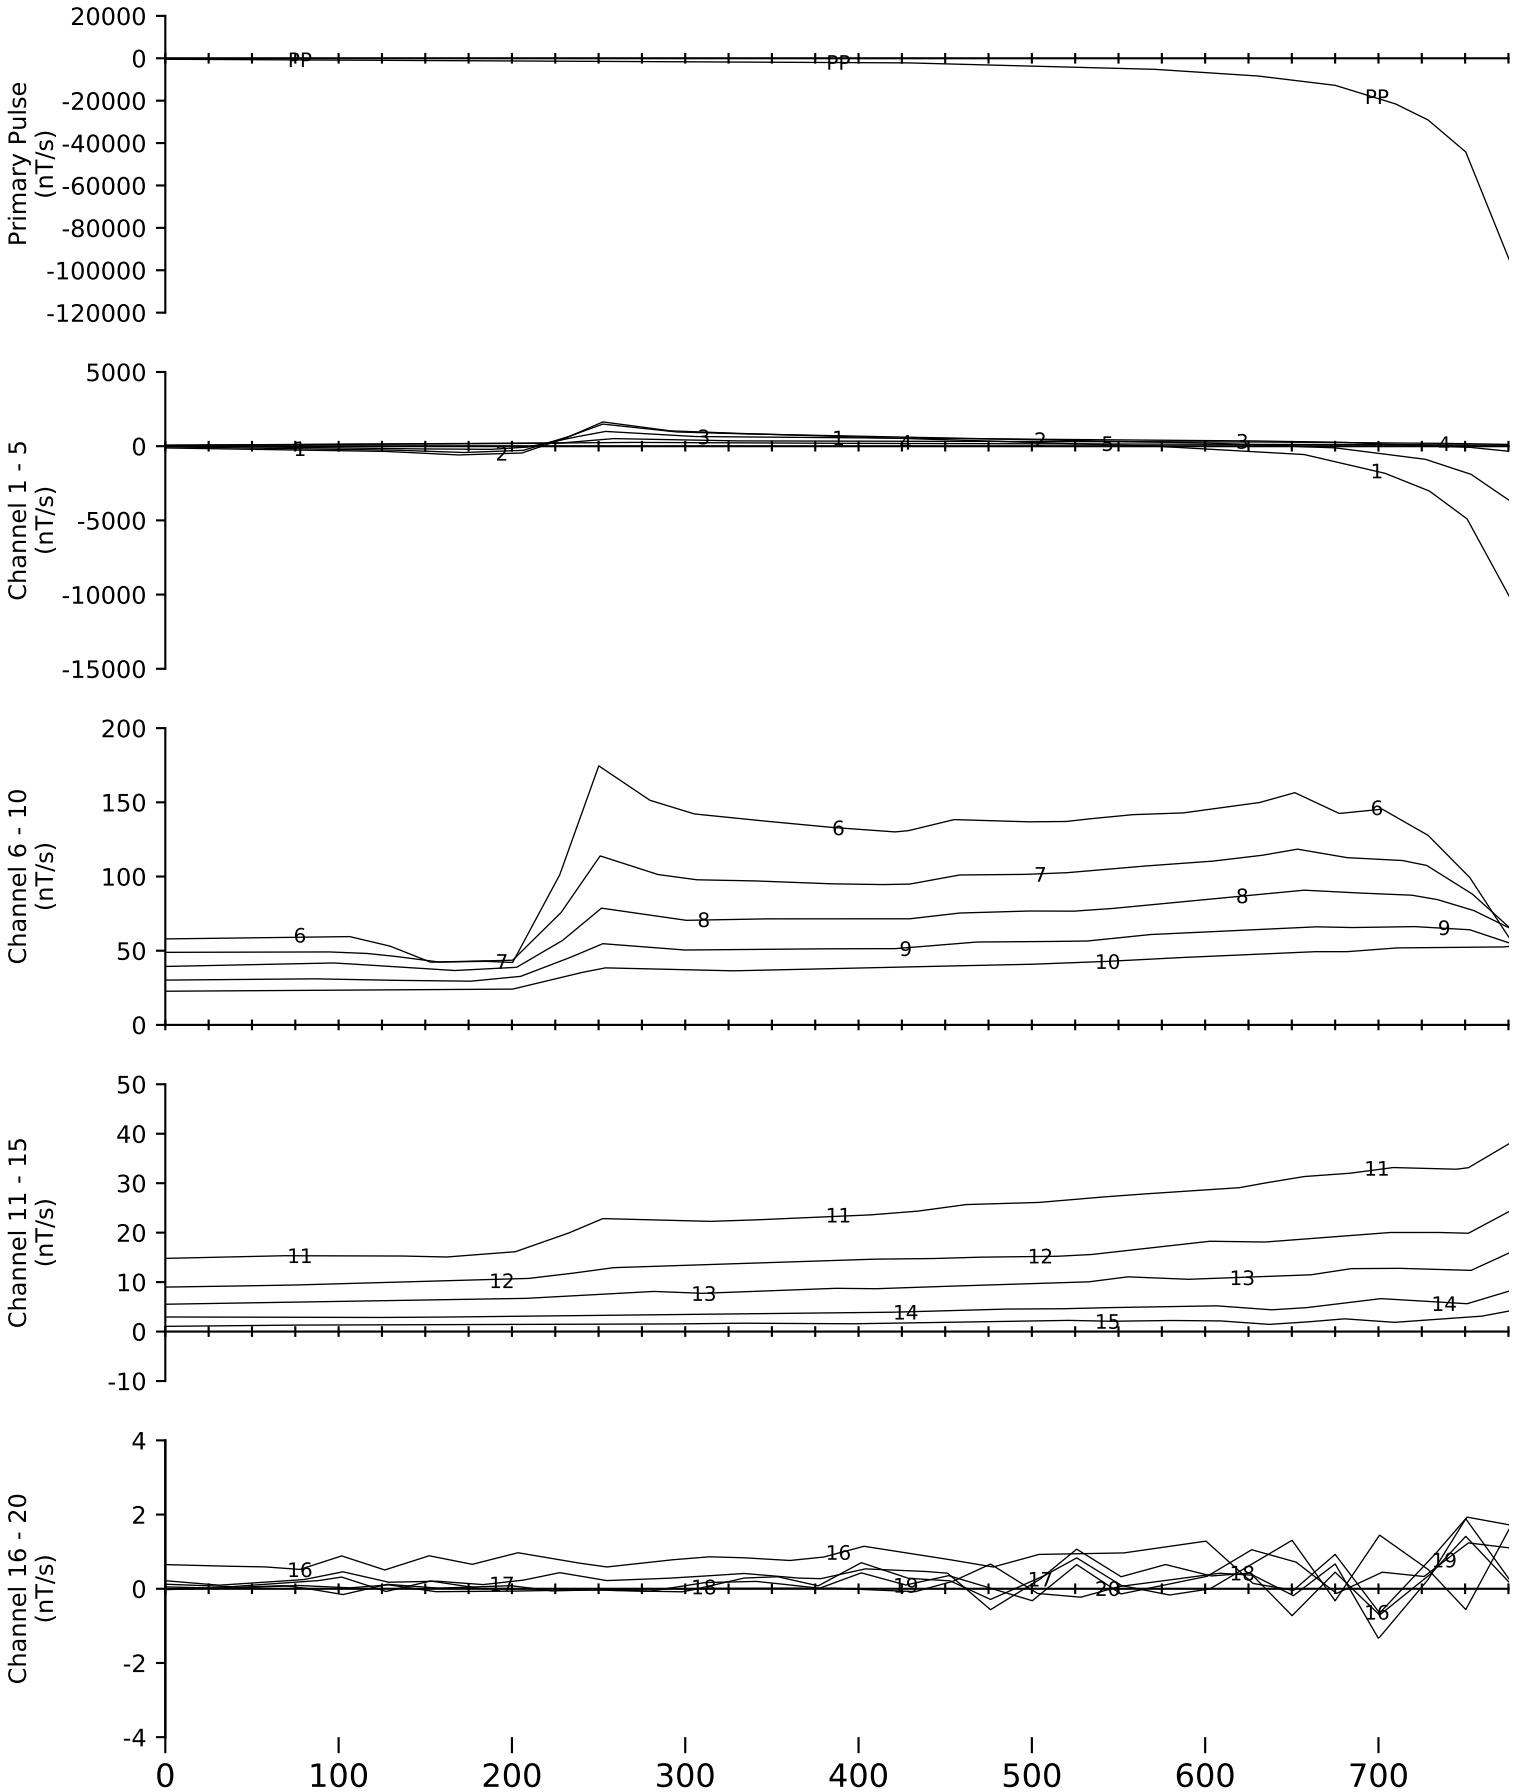 20000
0
-20000
-40000
-60000
-80000
-100000
-120000
Primary Pulse
(nT/s)
PP PP PP
5000
0
-5000
-10000
-15000
Channel 1 - 5
(nT/s)
1 2 3 1 4 2 5 3 1 4
200
150
100
50
0
Channel 6 - 10
(nT/s)
6 7 8 6 9 7 10 8 6 9
50
40
30
20
10
0
-10
Channel 11 - 15
(nT/s)
11 12 13 11 14 12 15 13 11 14
4
2
0
-2
-4
Channel 16 - 20
(nT/s)
16 17 18 16 19 17 20 18 16 19
0 100 200 300 400 500 600 700